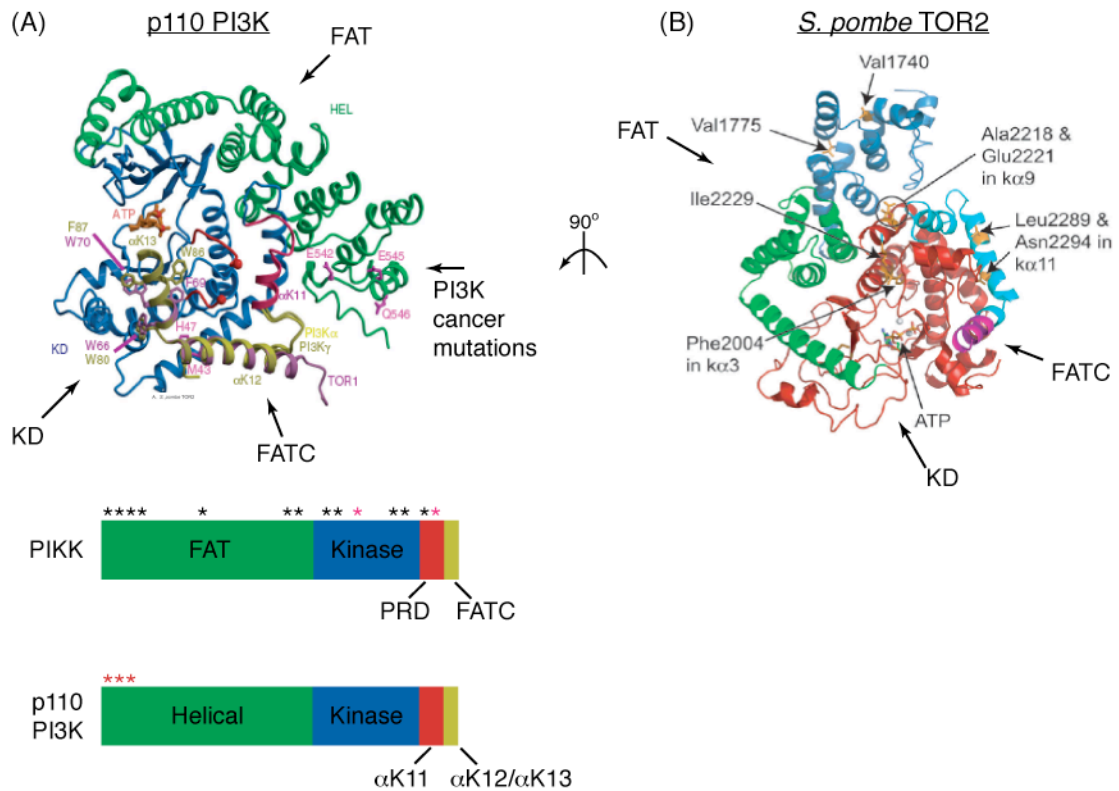 (A)
p110 PI3K
FAT
HEL
ATP
F87
W70
αK13
W86
F69
E542
E545
αK11
Q546
PI3K
cancer
mutations
H47
PI3Kα
W66
W80
KD
PI3Kγ
M43
αK12
TOR1
A. S. pombe TOR2
KD
FATC
90°
(B)
S. pombe TOR2
Val1740
Val1775
FAT
Ala2218 &
Glu2221
in kα9
Ile2229
Leu2289 &
Asn2294 in
kα11
Phe2004
in kα3
FATC
ATP
KD
**** * ** ** * ** * *
PIKK
FAT
Kinase
PRD
FATC
***
p110
PI3K
Helical
Kinase
αK11
αK12/αK13